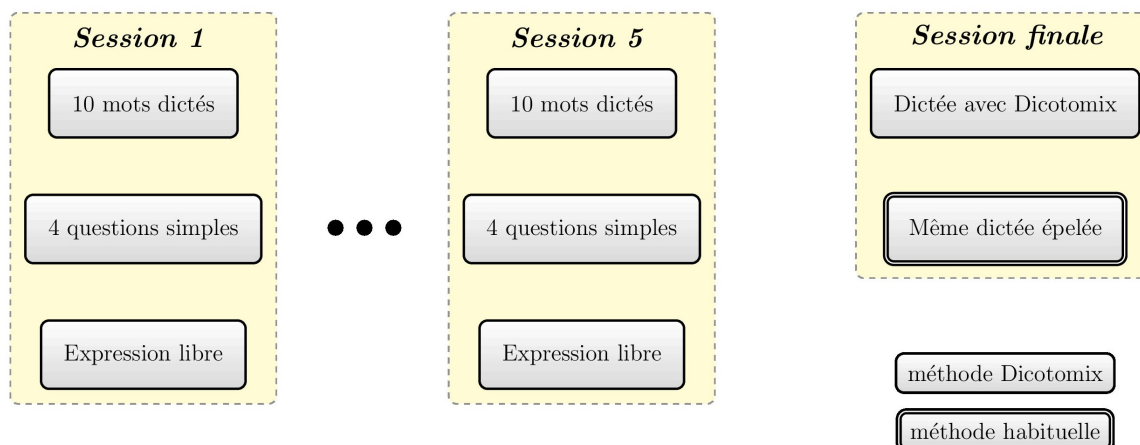 Session 1
10 mots dictés
4 questions simples
Expression libre
Session 5
10 mots dictés
4 questions simples
Expression libre
Session finale
Dictée avec Dicotomix
Même dictée épelée
méthode Dicotomix
méthode habituelle